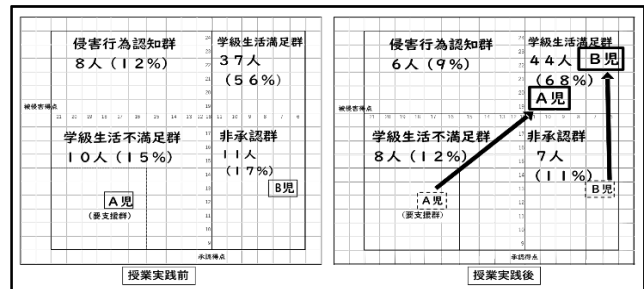 侵害行為認知群
8人(12%)
学級生活満足群
37人
(56%)
被侵害得点
学級生活不満足群
10人(15%)
非承認群
11人
(17%)
A児
(要支援群)
B児
承認得点
授業実践前
侵害行為認知群
6人(9%)
学級生活満足群
44人
(68%)
B児
A児
被侵害得点
学級生活不満足群
8人(12%)
非承認群
7人
(11%)
A児
(要支援群)
B児
承認得点
授業実践後